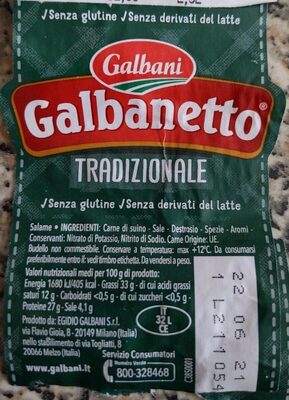 √Senza glutine √Senza derivati del latte
Galbani
Galbanetto®
TRADIZIONALE
√Senza glutine √Senza derivati del latte
Salame • INGREDIENTI: Carne di suino - Sale - Destrosio - Spezie - Aromi -
Conservanti: Nitrato di Potassio, Nitrito di Sodio. Carne Origine: UE.
Budello non commestibile. Conservare a temperatura: max +12°C. Da consumarsi
preferibilmente entro il: vedi timbro etichetta. Da vendersi a peso.
Valori nutrizionali medi per 100 g di prodotto:
Energia 1680 kJ/405 kcal - Grassi 33 g di cui acidi grassi
saturi 12 g - Carboidrati <0,5 g - di cui zuccheri <0,5 g -
Proteine 27 g - Sale 4,1 g
Prodotto da: EGIDIO GALBANI S.r.l.
via Flavio Gioia, 8 - 20149 Milano (Italia)
nello stabilimento di via Togliatti, 8
20066 Melzo (Italia)
www.galbani.it
IT
32 L
CE
Servizio Consumatori
Numero Verde
800-328468
C3850001
22 06 21
L211054